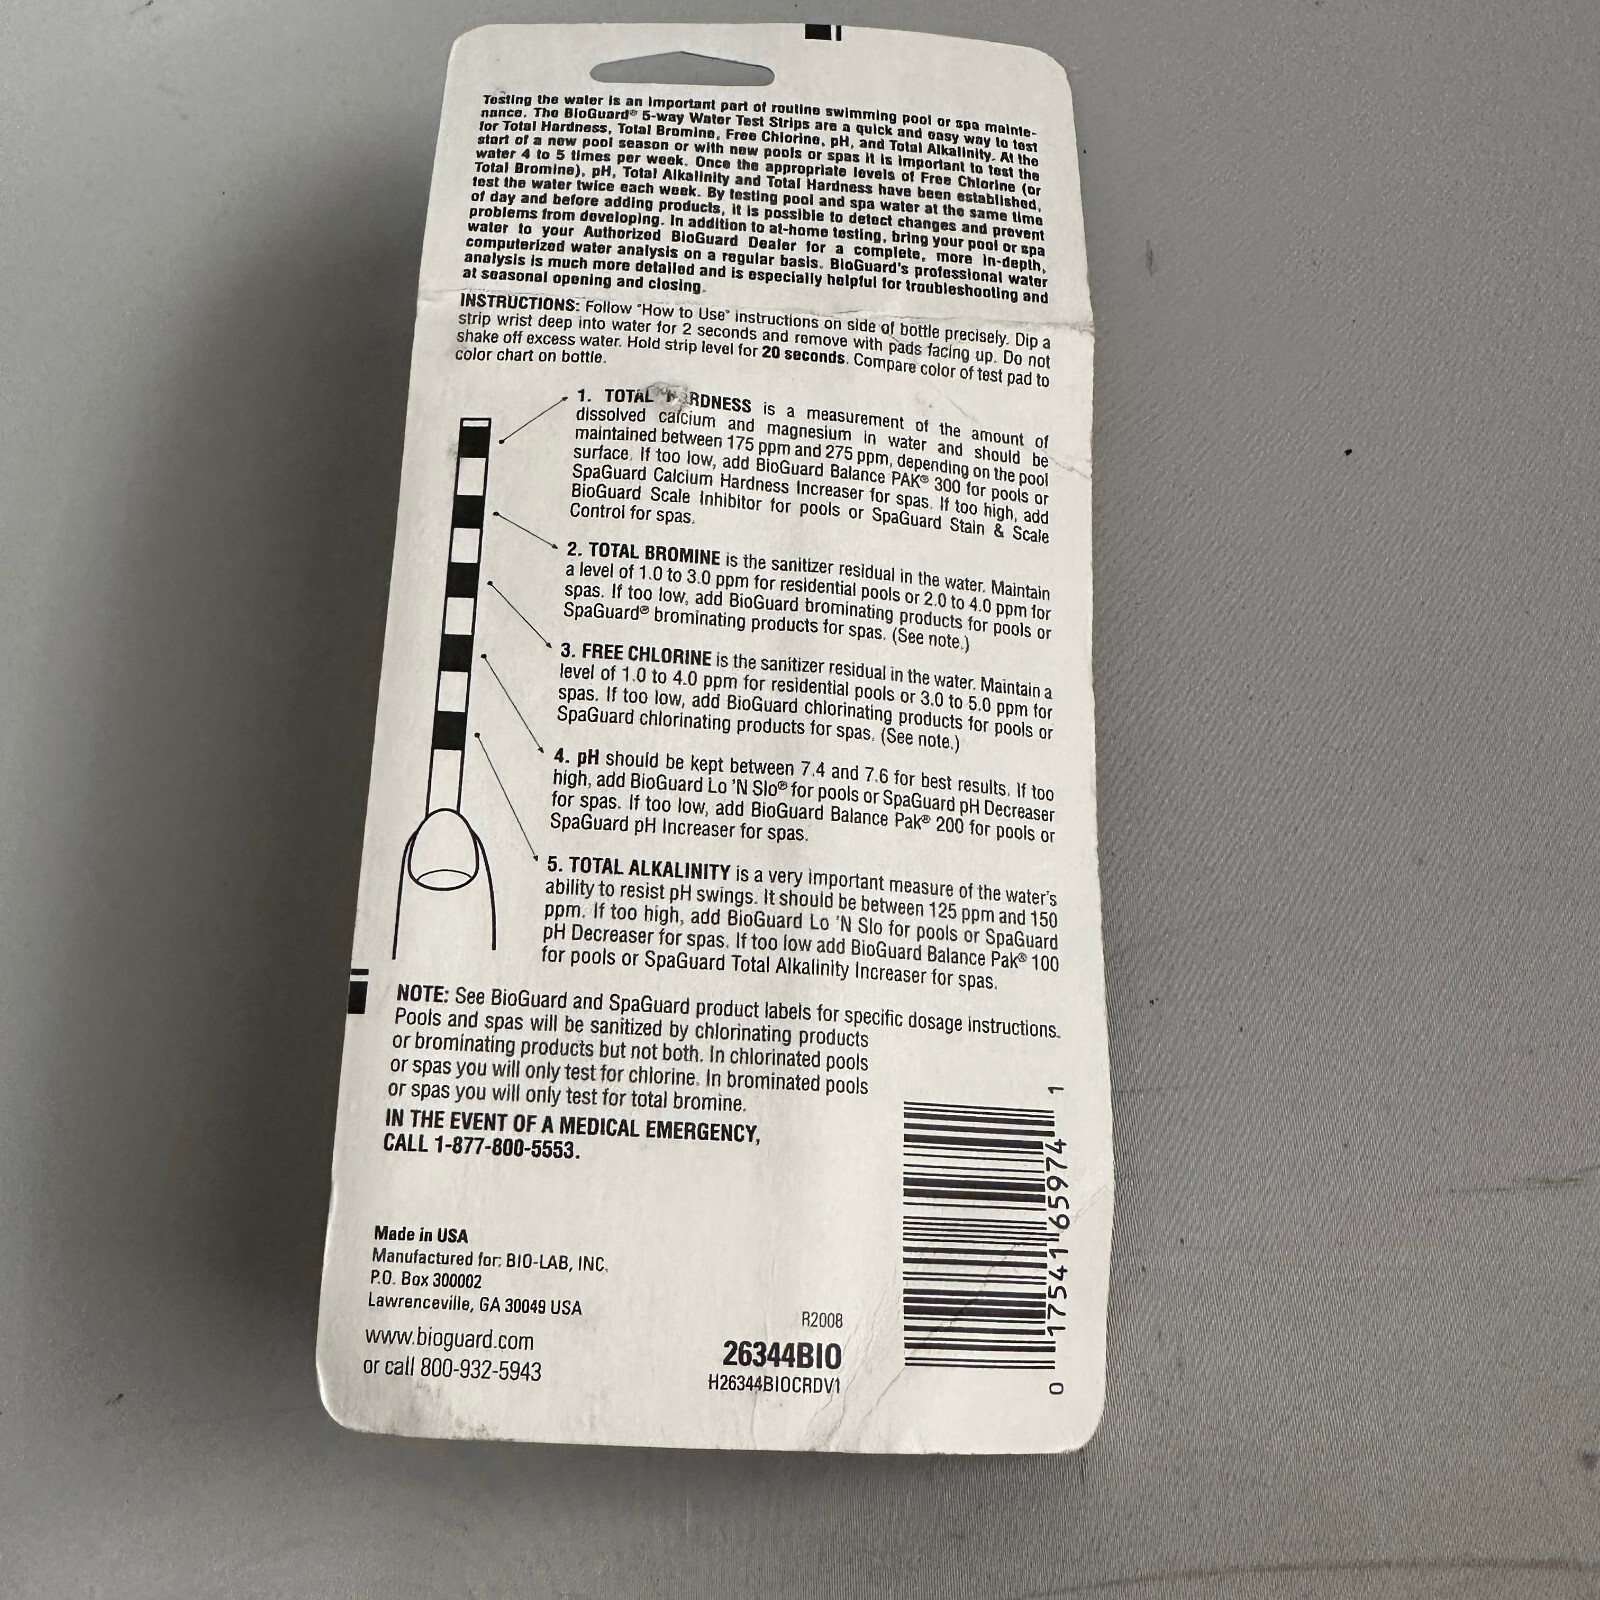 Testing the water is an important part of routine swimming pool or spa mainte-
nance. The BioGuard® 5-way Water Test Strips are a quick and easy way to test
for Total Hardness, Total Bromine, Free Chlorine, pH, and Total Alkalinity. At the
start of a new pool season or with new pools or spas it is important to test the
water 4 to 5 times per week. Once the appropriate levels of Free Chlorine (or
Total Bromine), pH, Total Alkalinity and Total Hardness have been established,
test the water twice each week. By testing pool and spa water at the same time
of day and before adding products, it is possible to detect changes and prevent
problems from developing. In addition to at-home testing, bring your pool or spa
water to your Authorized BioGuard Dealer for a complete, more in-depth,
computerized water analysis on a regular basis. BioGuard's professional water
analysis is much more detailed and is especially helpful for troubleshooting and
at seasonal opening and closing.
INSTRUCTIONS: Follow "How to Use" instructions on side of bottle precisely. Dip a
strip wrist deep into water for 2 seconds and remove with pads facing up. Do not
shake off excess water. Hold strip level for 20 seconds. Compare color of test pad to
color chart on bottle.
1. TOTAL HARDNESS is a measurement of the amount of
dissolved calcium and magnesium in water and should be
maintained between 175 ppm and 275 ppm, depending on the pool
surface. If too low, add BioGuard Balance PAK® 300 for pools or
SpaGuard Calcium Hardness Increaser for spas. If too high, add
BioGuard Scale Inhibitor for pools or SpaGuard Stain & Scale
Control for spas.
2. TOTAL BROMINE is the sanitizer residual in the water. Maintain
a level of 1.0 to 3.0 ppm for residential pools or 2.0 to 4.0 ppm for
spas. If too low, add BioGuard brominating products for pools or
SpaGuard® brominating products for spas. (See note.)
3. FREE CHLORINE is the sanitizer residual in the water. Maintain a
level of 1.0 to 4.0 ppm for residential pools or 3.0 to 5.0 ppm for
spas. If too low, add BioGuard chlorinating products for pools or
SpaGuard chlorinating products for spas. (See note.)
4. pH should be kept between 7.4 and 7.6 for best results. If too
high, add BioGuard Lo 'N Slo® for pools or SpaGuard pH Decreaser
for spas. If too low, add BioGuard Balance Pak® 200 for pools or
SpaGuard pH Increaser for spas.
5. TOTAL ALKALINITY is a very important measure of the water's
ability to resist pH swings. It should be between 125 ppm and 150
ppm. If too high, add BioGuard Lo 'N Slo for pools or SpaGuard
pH Decreaser for spas. If too low add BioGuard Balance Pak® 100
for pools or SpaGuard Total Alkalinity Increaser for spas.
NOTE: See BioGuard and SpaGuard product labels for specific dosage instructions.
Pools and spas will be sanitized by chlorinating products
or brominating products but not both. In chlorinated pools
or spas you will only test for chlorine. In brominated pools
or spas you will only test for total bromine.
IN THE EVENT OF A MEDICAL EMERGENCY,
CALL 1-877-800-5553.
Made in USA
Manufactured for: BIO-LAB, INC.
P.O. Box 300002
Lawrenceville, GA 30049 USA
www.bioguard.com
or call 800-932-5943
R2008
26344BIO
H26344BIOCRDV1
0 17541 65974 1